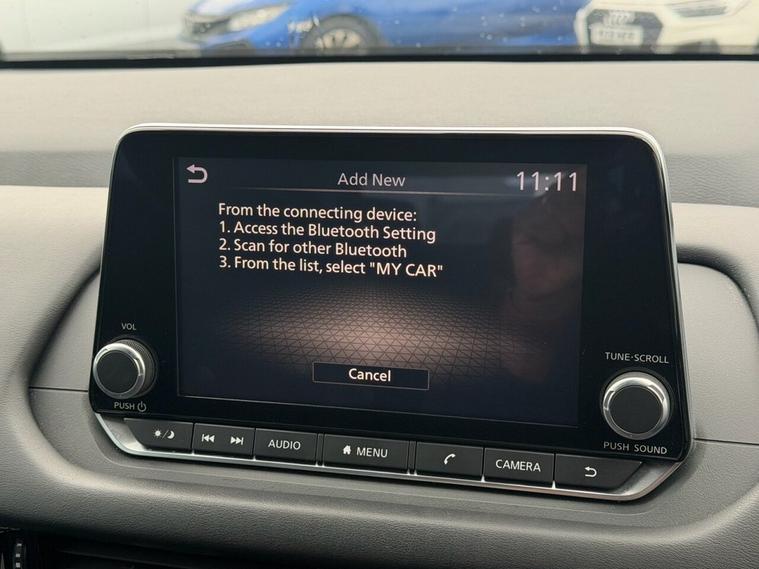 Add New
11:11
From the connecting device:
1. Access the Bluetooth Setting
2. Scan for other Bluetooth
3. From the list, select "MY CAR"
Cancel
VOL
PUSH
TUNE·SCROLL
PUSH SOUND
AUDIO
MENU
CAMERA